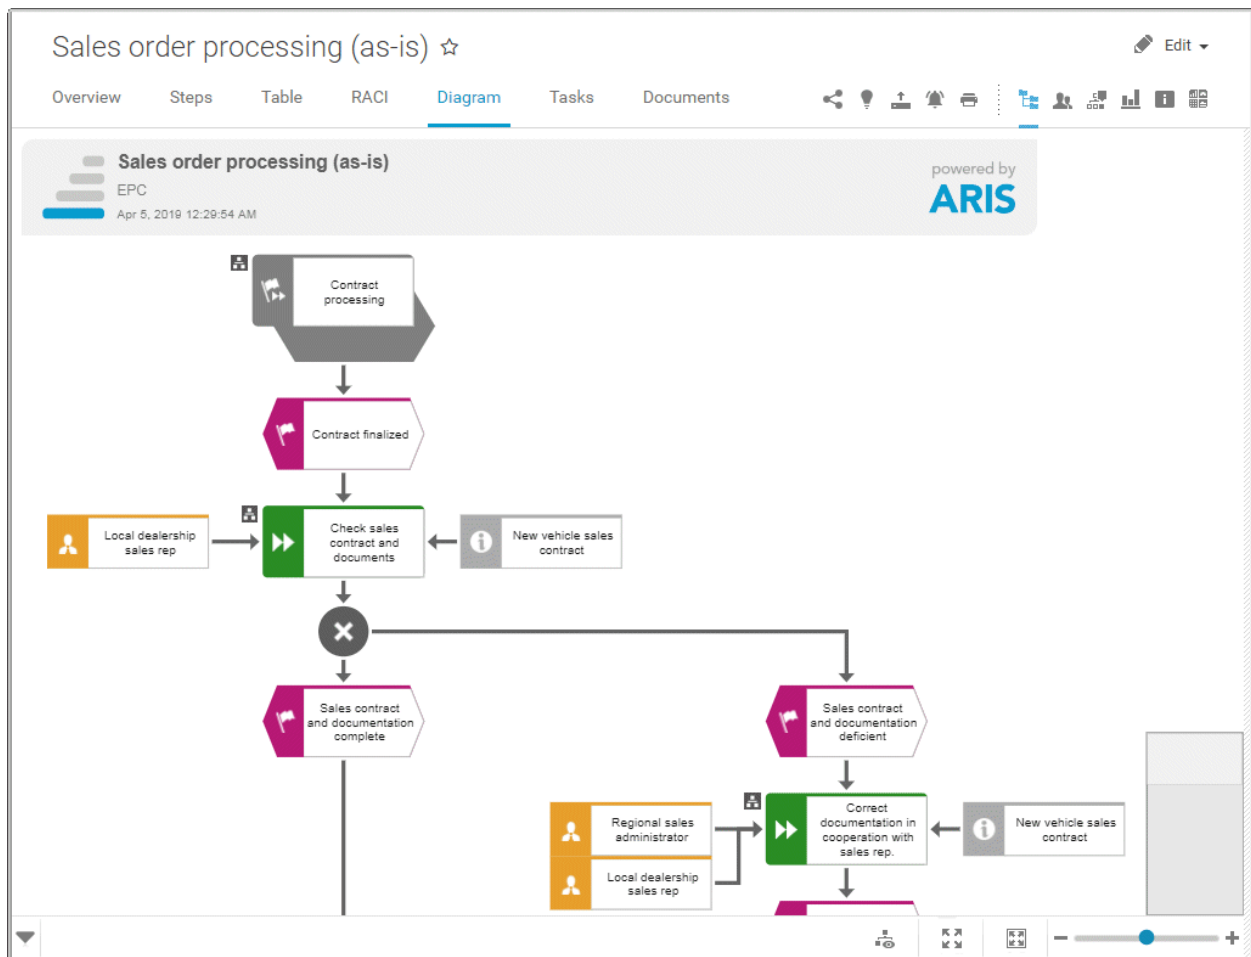 Sales order processing (as-is)
Edit
Overview
Steps
Table
RACI
Diagram
Tasks
Documents
Sales order processing (as-is)
EPC
Apr 5, 2019 12:29:54 AM
powered by
ARIS
Contract
processing
Contract finalized
Local dealership
sales rep
Check sales
contract and
documents
New vehicle sales
contract
Sales contract
and documentation
complete
Sales contract
and documentation
deficient
Regional sales
administrator
Local dealership
sales rep
Correct
documentation in
cooperation with
sales rep.
New vehicle sales
contract